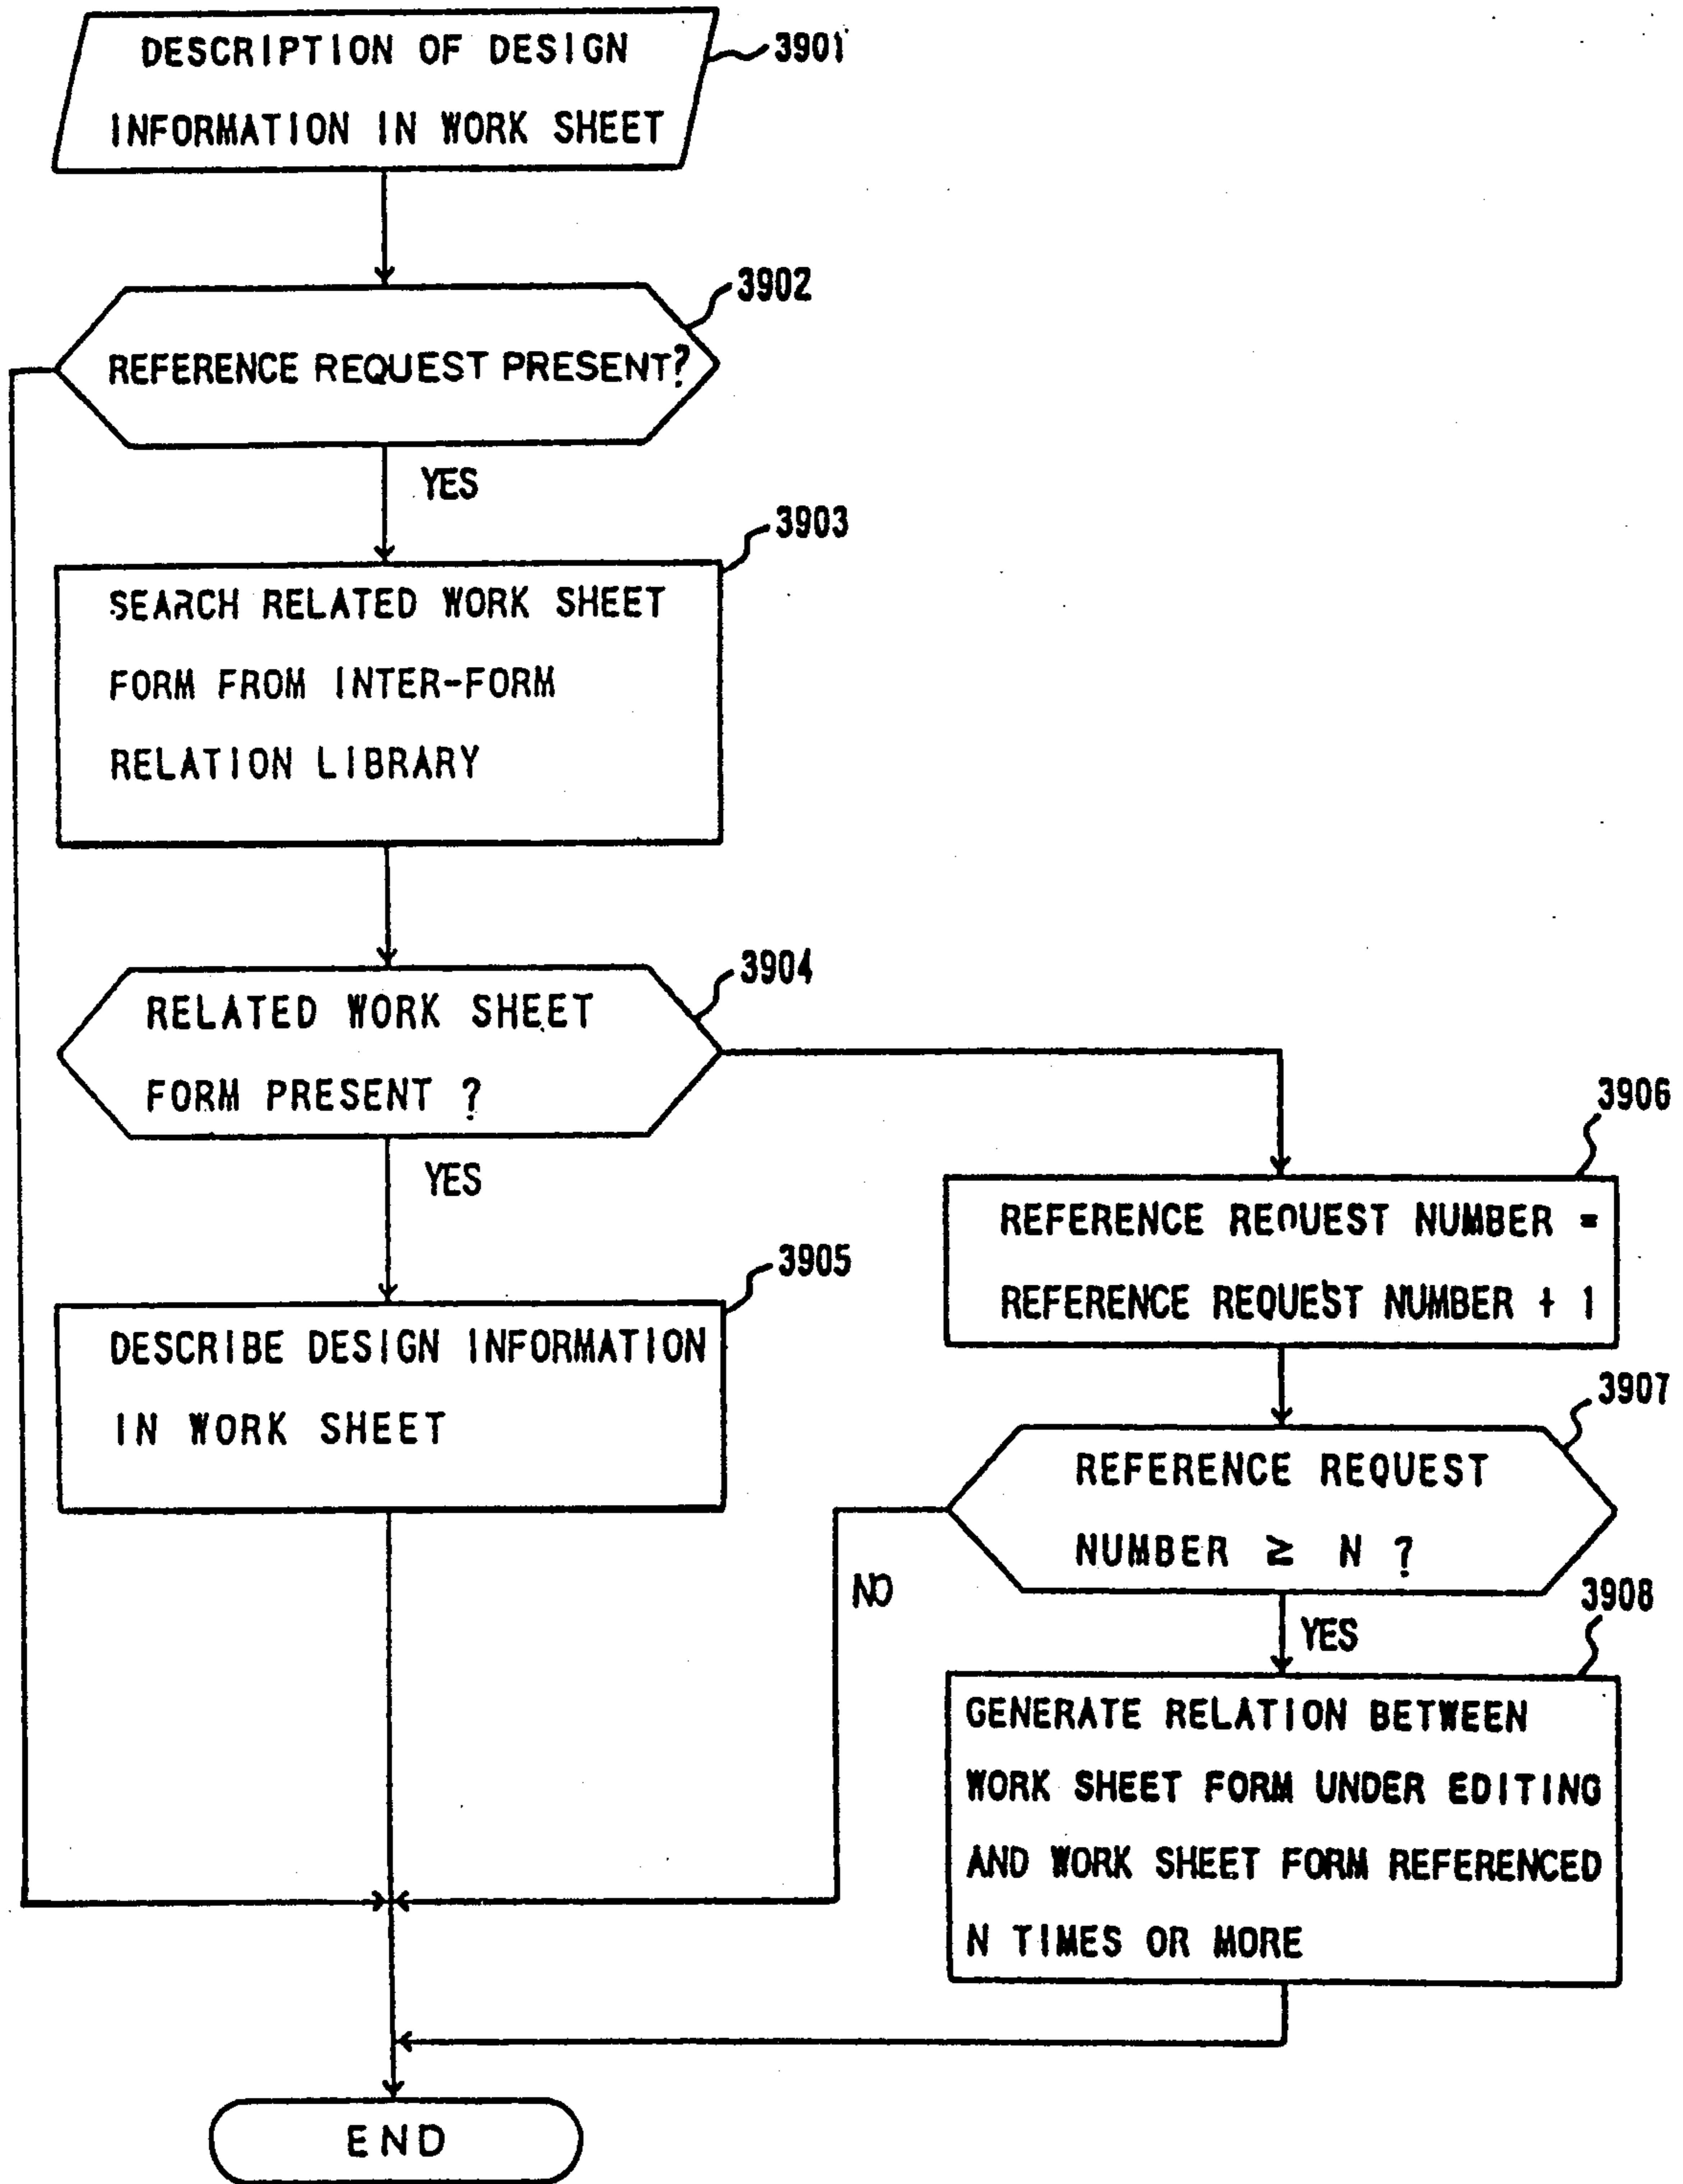 DESCRIPTION OF DESIGN
INFORMATION IN WORK SHEET
3901
REFERENCE REQUEST PRESENT?
3902
YES
SEARCH RELATED WORK SHEET
FORM FROM INTER-FORM
RELATION LIBRARY
3903
RELATED WORK SHEET
FORM PRESENT ?
3904
YES
DESCRIBE DESIGN INFORMATION
IN WORK SHEET
3905
REFERENCE REQUEST NUMBER =
REFERENCE REQUEST NUMBER + 1
3906
REFERENCE REQUEST
NUMBER ≥ N ?
3907
NO
YES
GENERATE RELATION BETWEEN
WORK SHEET FORM UNDER EDITING
AND WORK SHEET FORM REFERENCED
N TIMES OR MORE
3908
END